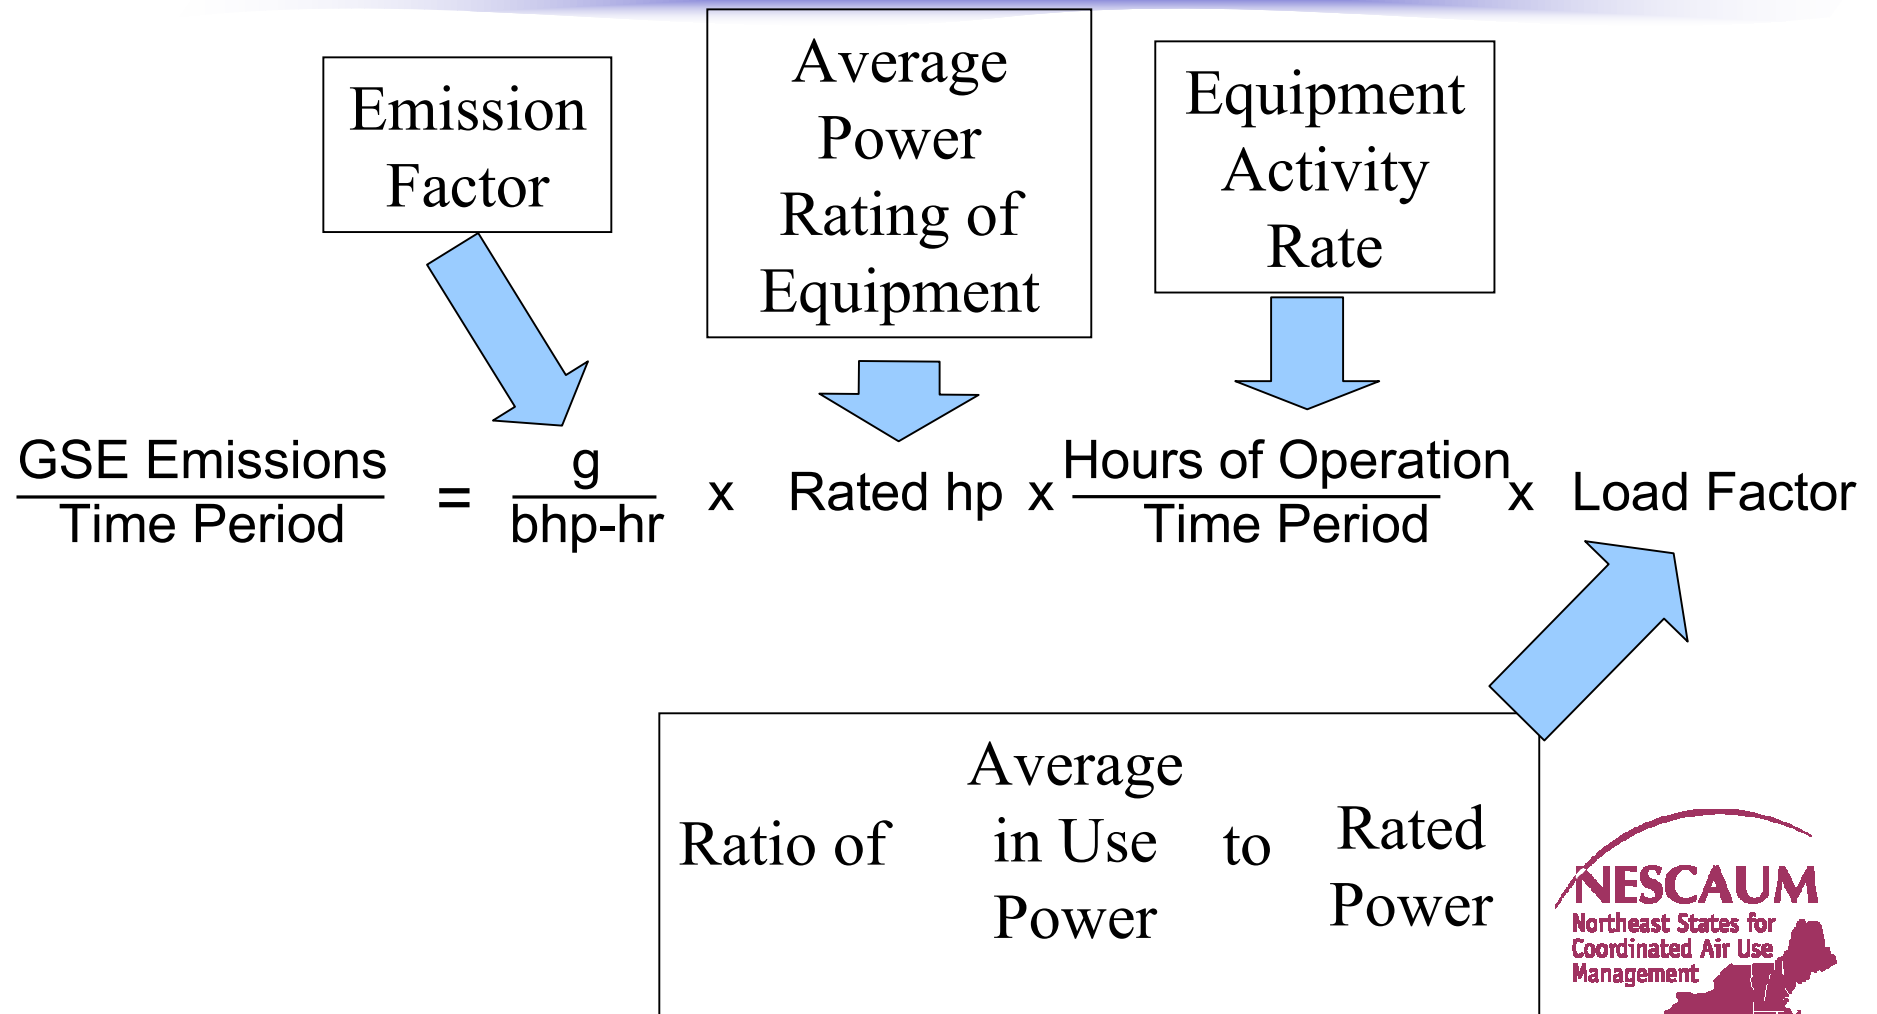 Emission
Factor
Average
Power
Rating of
Equipment
Equipment
Activity
Rate
GSE Emissions
Time Period
=
g
bhp-hr
x
Rated hp
x
Hours of Operation
Time Period
x
Load Factor
Ratio of
Average
in Use
Power
to
Rated
Power
NESCAUM
Northeast States for
Coordinated Air Use
Management